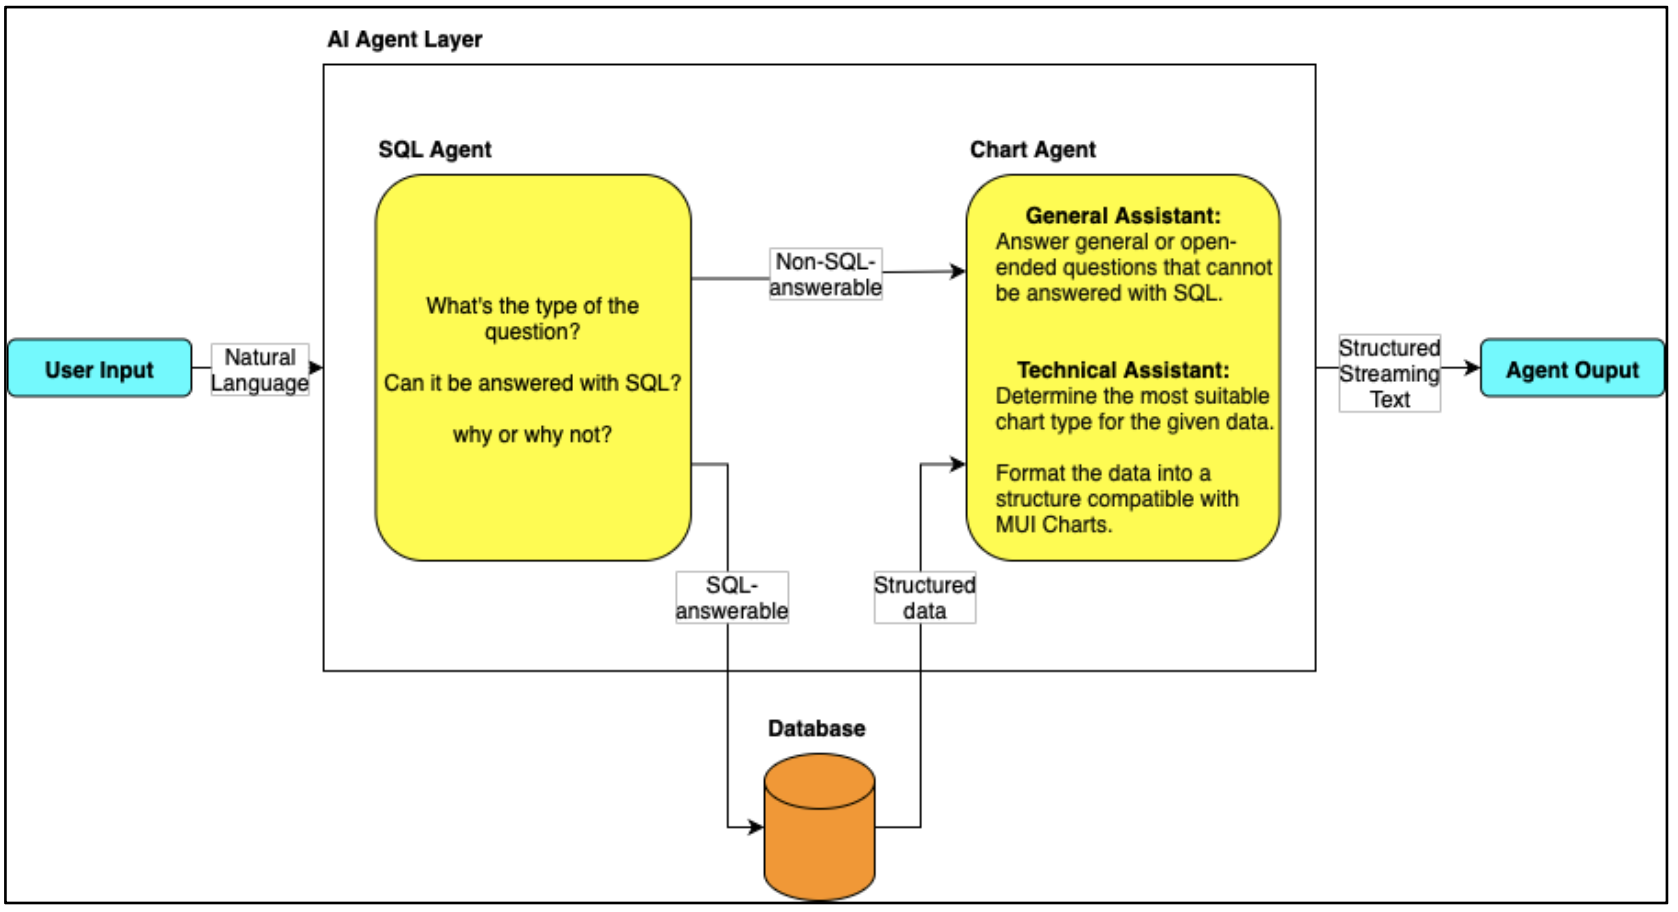 AI Agent Layer
SQL Agent
Chart Agent
What's the type of the
question?
Can it be answered with SQL?
why or why not?
Non-SQL-
answerable
General Assistant:
Answer general or open-
ended questions that cannot
be answered with SQL.
Technical Assistant:
Determine the most suitable
chart type for the given data.
Format the data into a
structure compatible with
MUI Charts.
User Input
Natural
Language
Structured
Streaming
Text
Agent Ouput
SQL-
answerable
Structured
data
Database